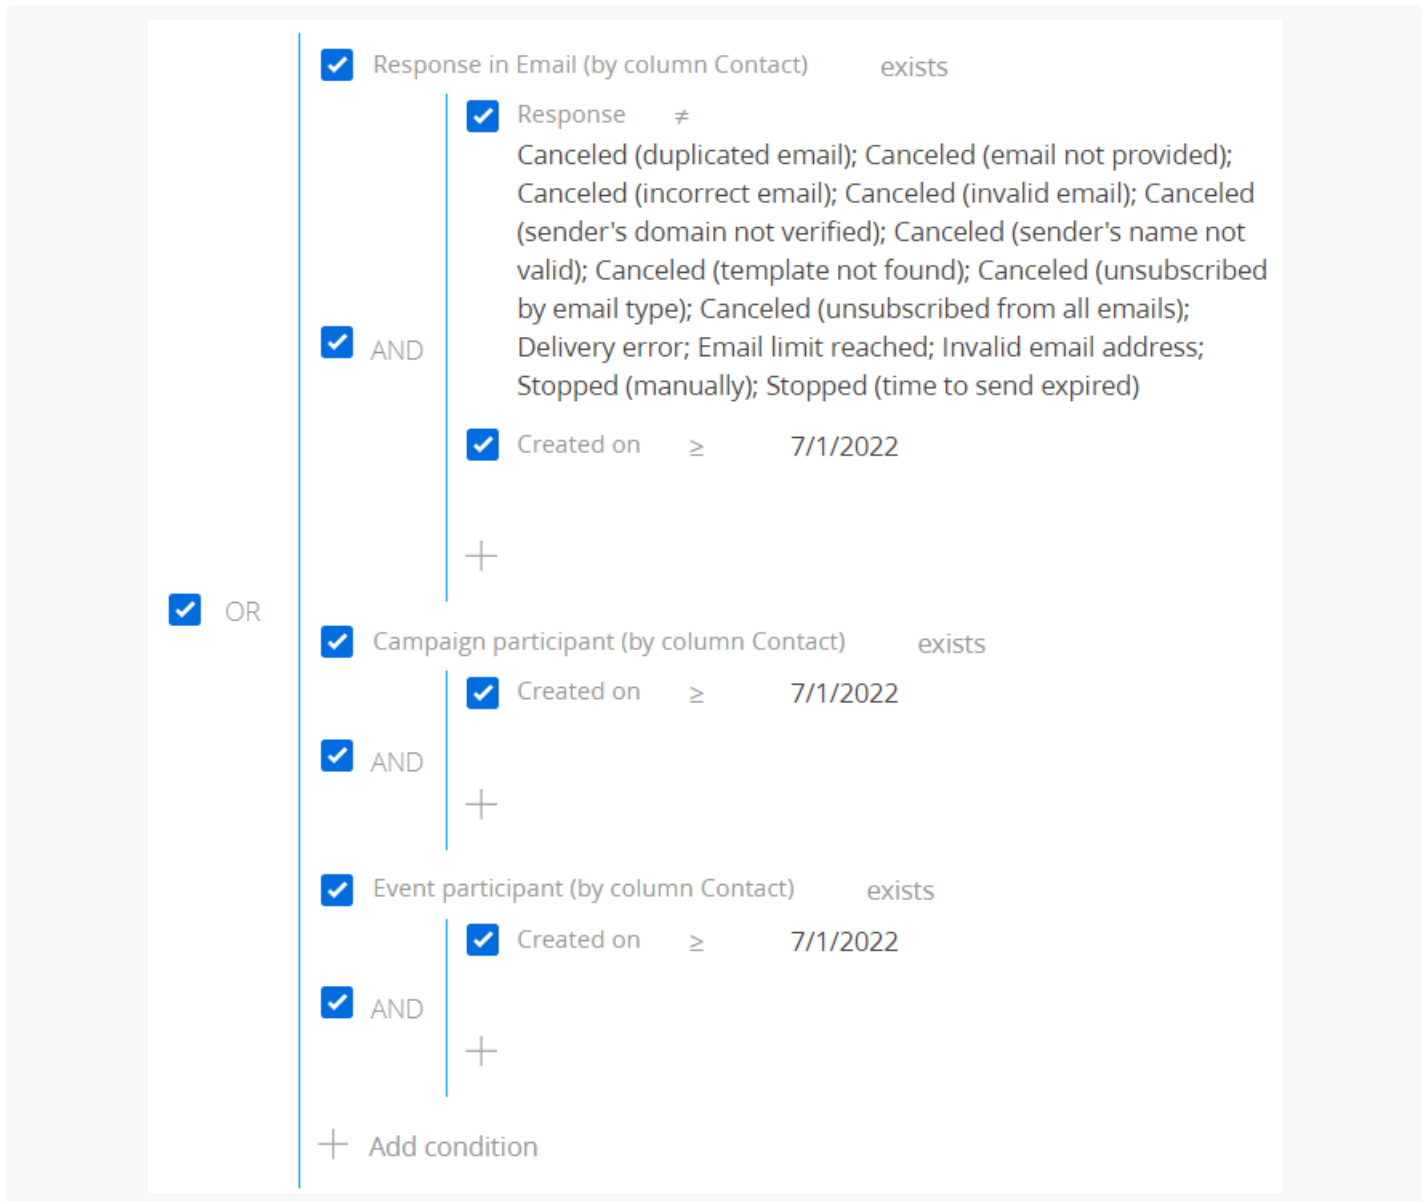 Response in Email (by column Contact) exists
Response ≠
Canceled (duplicated email); Canceled (email not provided);
Canceled (incorrect email); Canceled (invalid email); Canceled
(sender's domain not verified); Canceled (sender's name not
valid); Canceled (template not found); Canceled (unsubscribed
by email type); Canceled (unsubscribed from all emails);
Delivery error; Email limit reached; Invalid email address;
Stopped (manually); Stopped (time to send expired)
AND
Created on ≥ 7/1/2022
OR
Campaign participant (by column Contact) exists
Created on ≥ 7/1/2022
AND
Event participant (by column Contact) exists
Created on ≥ 7/1/2022
AND
Add condition